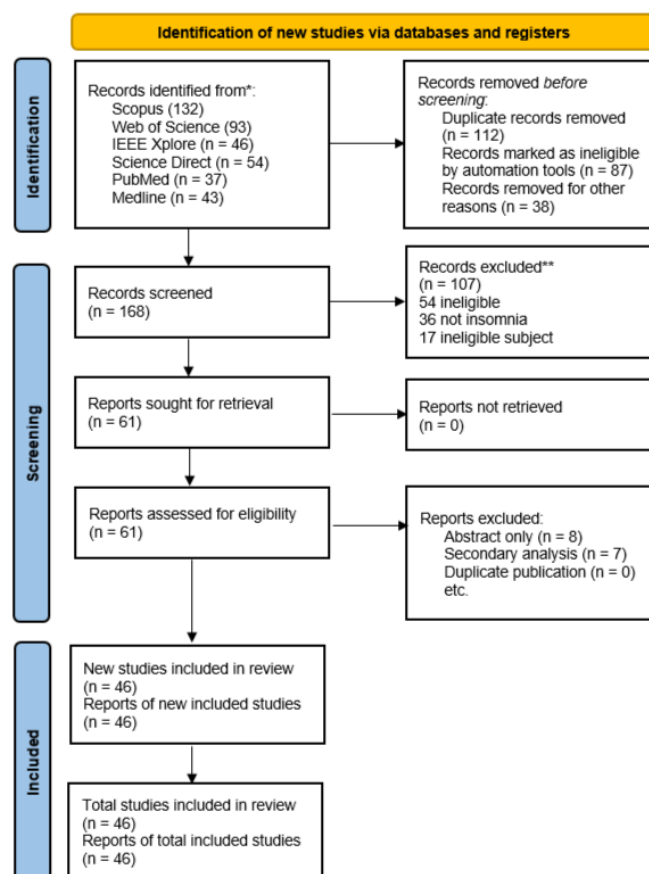 Identification of new studies via databases and registers
Identification
Records identified from*:
Scopus (132)
Web of Science (93)
IEEE Xplore (n = 46)
Science Direct (n = 54)
PubMed (n = 37)
Medline (n = 43)
Records removed before
screening:
Duplicate records removed
(n = 112)
Records marked as ineligible
by automation tools (n = 87)
Records removed for other
reasons (n = 38)
Screening
Records screened
(n = 168)
Records excluded**
(n = 107)
54 ineligible
36 not insomnia
17 ineligible subject
Reports sought for retrieval
(n = 61)
Reports not retrieved
(n = 0)
Reports assessed for eligibility
(n = 61)
Reports excluded:
Abstract only (n = 8)
Secondary analysis (n = 7)
Duplicate publication (n = 0)
etc.
Included
New studies included in review
(n = 46)
Reports of new included studies
(n = 46)
Total studies included in review
(n = 46)
Reports of total included studies
(n = 46)